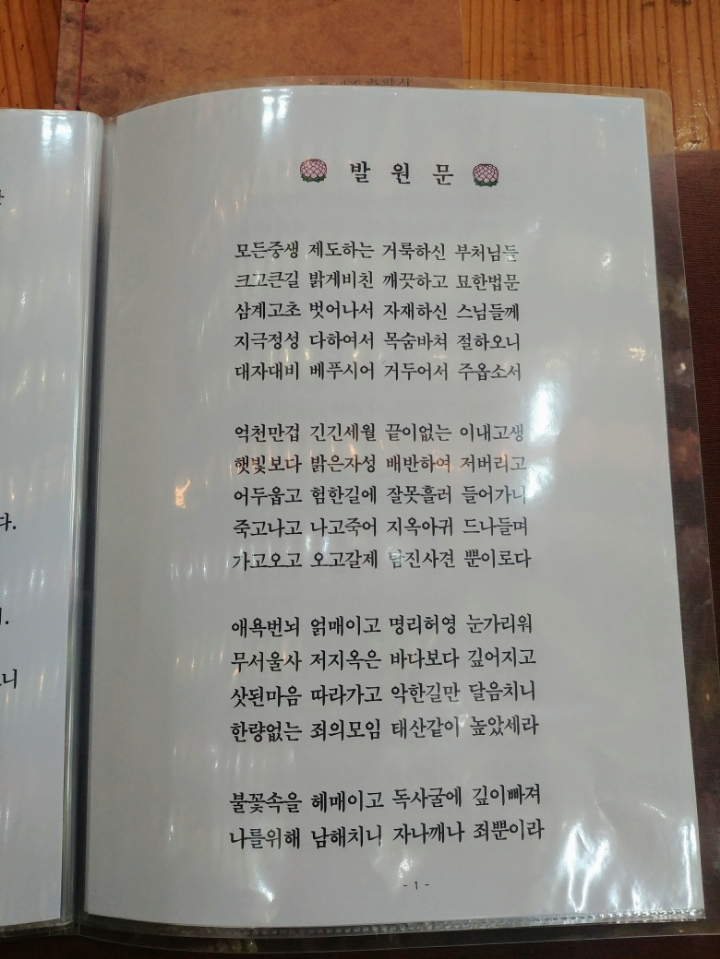 발 원 문
모든중생 제도하는 거룩하신 부처님들
크고큰길 밝게비친 깨끗하고 묘한법문
삼계고초 벗어나서 자재하신 스님들께
지극정성 다하여서 목숨바쳐 절하오니
대자대비 베푸시어 거두어서 주옵소서
억천만겁 긴긴세월 끝이없는 이내고생
햇빛보다 밝은자성 배반하여 저버리고
어두웁고 험한길에 잘못흘러 들어가니
죽고나고 나고죽어 지옥아귀 드나들며
가고오고 오고갈제 탐진사견 뿐이로다
애욕번뇌 얽매이고 명리허영 눈가리워
무서울사 저지옥은 바다보다 깊어지고
삿된마음 따라가고 악한길만 달음치니
한량없는 죄의모임 태산같이 높았세라
불꽃속을 헤매이고 독사굴에 깊이빠져
나를위해 남해치니 자나깨나 죄뿐이라
- 1 -
다.
니